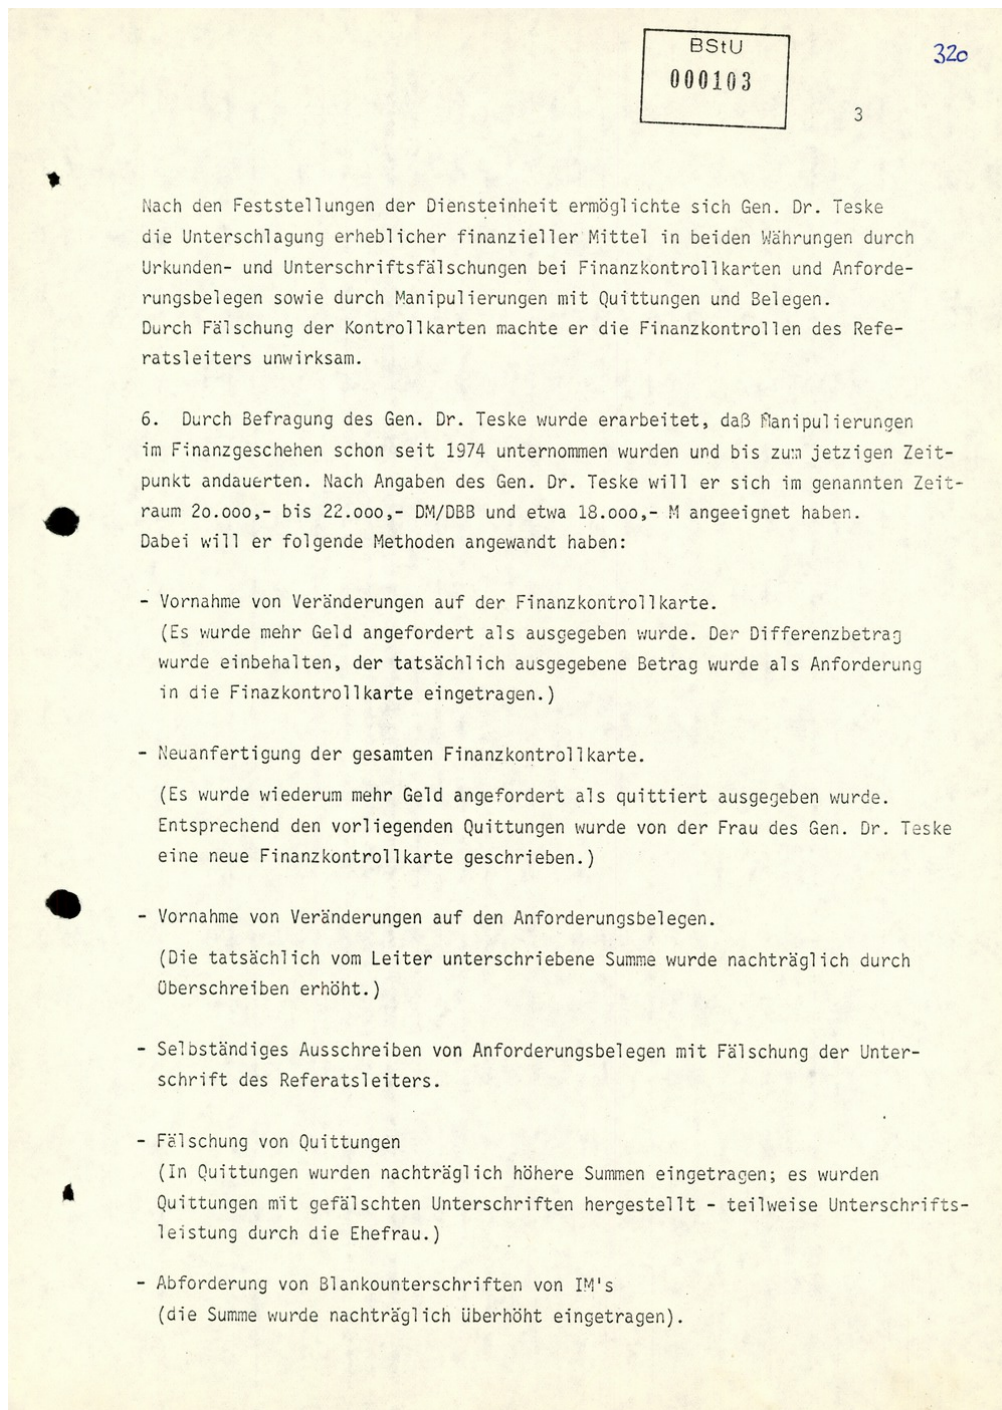 BStU
000103
320
3
Nach den Feststellungen der Diensteinheit ermöglichte sich Gen. Dr. Teske
die Unterschlagung erheblicher finanzieller Mittel in beiden Währungen durch
Urkunden- und Unterschriftsfälschungen bei Finanzkontrollkarten und Anforde-
rungsbelegen sowie durch Manipulierungen mit Quittungen und Belegen.
Durch Fälschung der Kontrollkarten machte er die Finanzkontrollen des Refe-
ratsleiters unwirksam.
6. Durch Befragung des Gen. Dr. Teske wurde erarbeitet, daß Manipulierungen
im Finanzgeschehen schon seit 1974 unternommen wurden und bis zum jetzigen Zeit-
punkt andauerten. Nach Angaben des Gen. Dr. Teske will er sich im genannten Zeit-
raum 2o.ooo,- bis 22.ooo,- DM/DBB und etwa 18.ooo,- M angeeignet haben.
Dabei will er folgende Methoden angewandt haben:
- Vornahme von Veränderungen auf der Finanzkontrollkarte.
(Es wurde mehr Geld angefordert als ausgegeben wurde. Der Differenzbetrag
wurde einbehalten, der tatsächlich ausgegebene Betrag wurde als Anforderung
in die Finazkontrollkarte eingetragen.)
- Neuanfertigung der gesamten Finanzkontrollkarte.
(Es wurde wiederum mehr Geld angefordert als quittiert ausgegeben wurde.
Entsprechend den vorliegenden Quittungen wurde von der Frau des Gen. Dr. Teske
eine neue Finanzkontrollkarte geschrieben.)
- Vornahme von Veränderungen auf den Anforderungsbelegen.
(Die tatsächlich vom Leiter unterschriebene Summe wurde nachträglich durch
Überschreiben erhöht.)
- Selbständiges Ausschreiben von Anforderungsbelegen mit Fälschung der Unter-
schrift des Referatsleiters.
- Fälschung von Quittungen
(In Quittungen wurden nachträglich höhere Summen eingetragen; es wurden
Quittungen mit gefälschten Unterschriften hergestellt - teilweise Unterschrifts-
leistung durch die Ehefrau.)
- Abforderung von Blankounterschriften von IM's
(die Summe wurde nachträglich überhöht eingetragen).